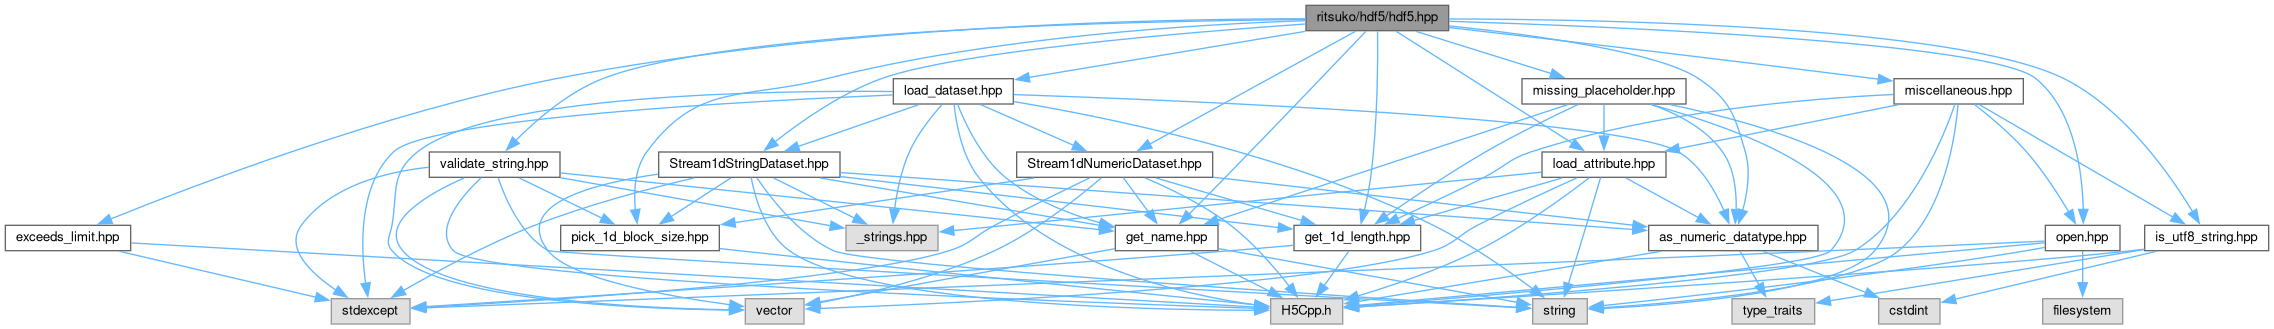 ritsuko/hdf5/hdf5.hpp
load_dataset.hpp
missing_placeholder.hpp
miscellaneous.hpp
validate_string.hpp
Stream1dStringDataset.hpp
Stream1dNumericDataset.hpp
load_attribute.hpp
exceeds_limit.hpp
pick_1d_block_size.hpp
_strings.hpp
get_name.hpp
get_1d_length.hpp
as_numeric_datatype.hpp
open.hpp
is_utf8_string.hpp
stdexcept
vector
H5Cpp.h
string
type_traits
cstdint
filesystem